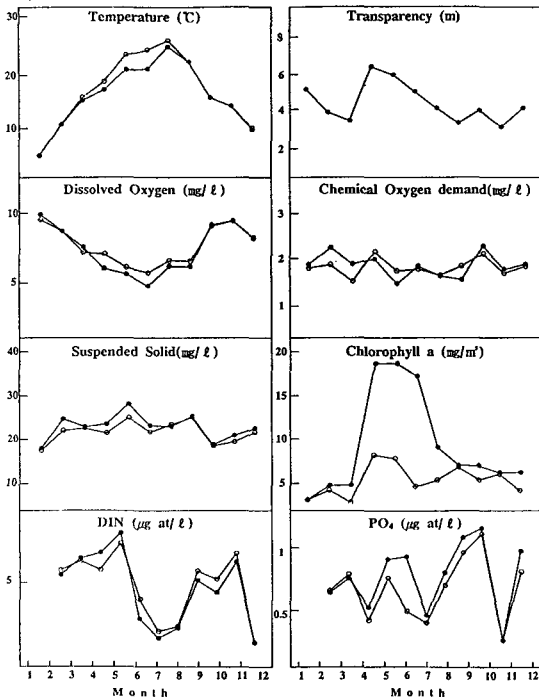 Temperature (℃)
30
20
10
Transparency (m)
8
6
4
2
Dissolved Oxygen (㎎/ℓ)
10
5
Chemical Oxygen demand(㎎/ℓ)
3
2
1
Suspended Solid(㎎/ℓ)
40
30
20
10
Chlorophyll a (㎎/㎥)
20
15
10
5
DIN (μg at/ℓ)
5
PO₄ (μg at/ℓ)
1
0.5
1 2 3 4 5 6 7 8 9 10 11 12
Month
1 2 3 4 5 6 7 8 9 10 11 12
Month